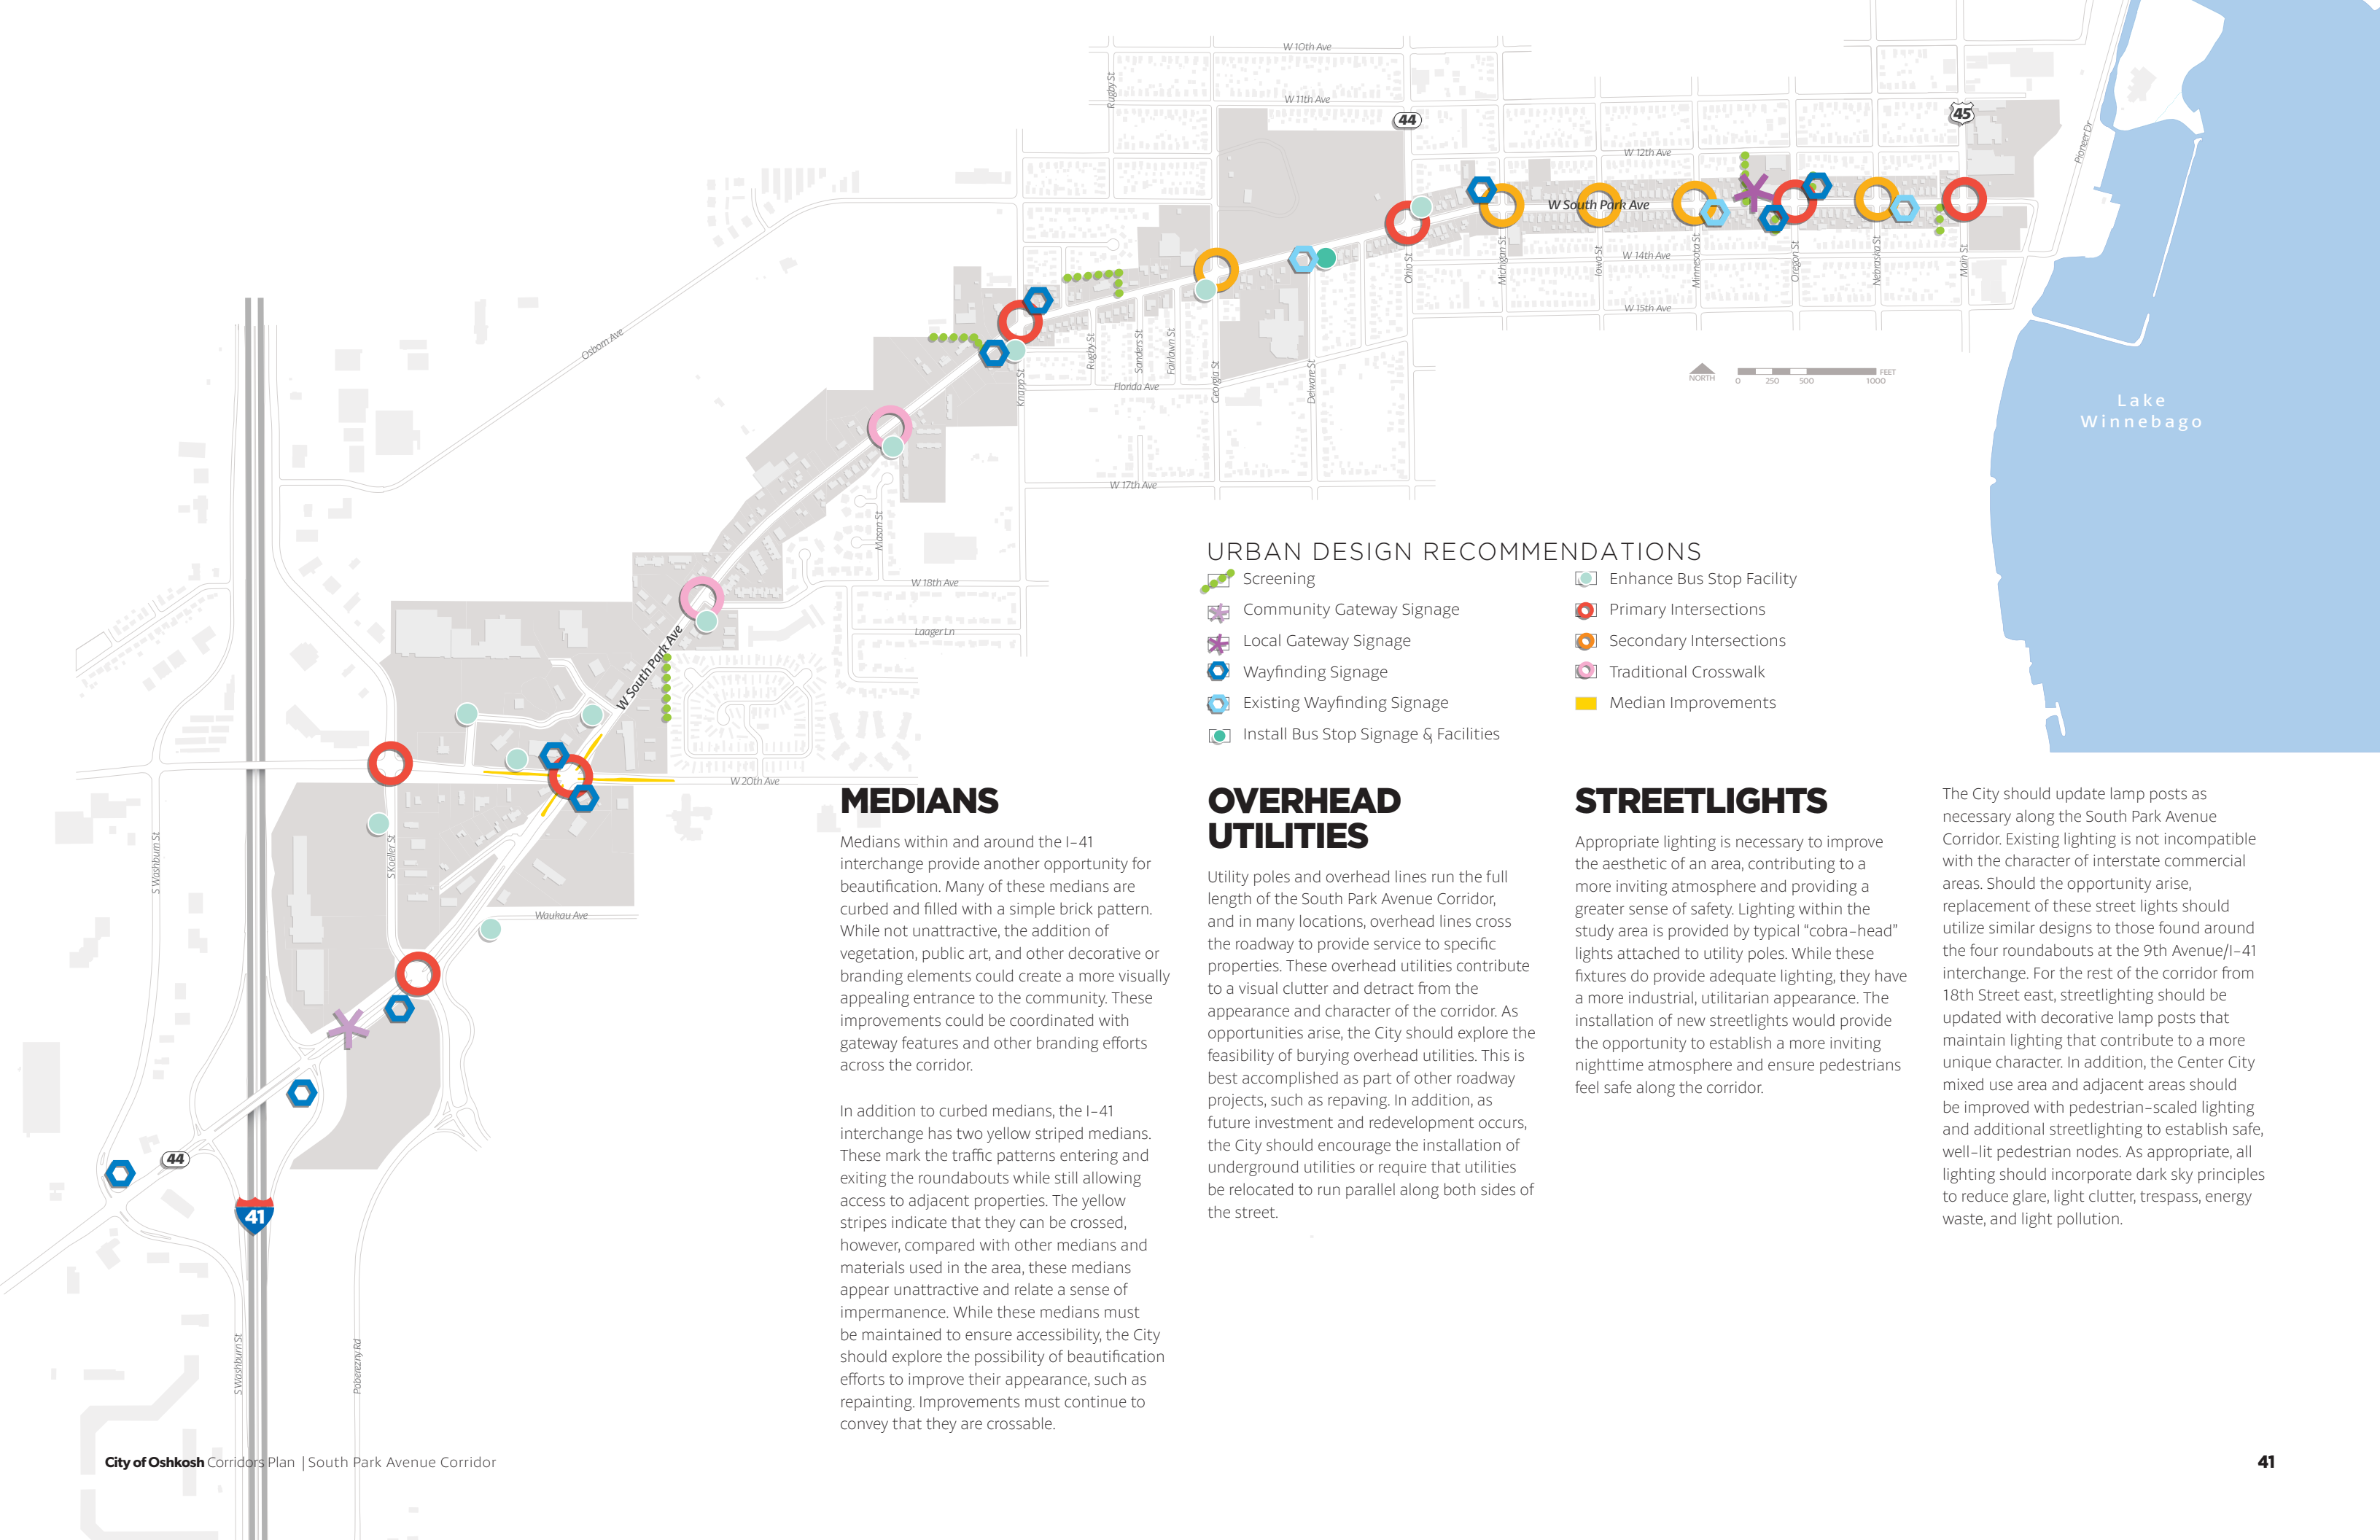 W 10th Ave
Rugby St
W 11th Ave
44
45
Pioneer Dr
W 12th Ave
W South Park Ave
Ohio St
Michigan St
Iowa St
W 14th Ave
Minnesota St
Oregon St
Nebraska St
Main St
W 15th Ave
Osborn Ave
Knapp St
Rugby St
Sanders St
Fairlawn St
Florida Ave
Georgia St
Delware St
NORTH
0 250 500 1000 FEET
Lake
Winnebago
W 17th Ave
Mason St
W 18th Ave
Laager Ln
W South Park Ave
W 20th Ave
S Washburn St
S Koeller St
Waukau Ave
44
41
S Washburn St
Poberezny Rd
URBAN DESIGN RECOMMENDATIONS
Screening
Community Gateway Signage
Local Gateway Signage
Wayfinding Signage
Existing Wayfinding Signage
Install Bus Stop Signage & Facilities
Enhance Bus Stop Facility
Primary Intersections
Secondary Intersections
Traditional Crosswalk
Median Improvements
MEDIANS
Medians within and around the I-41
interchange provide another opportunity for
beautification. Many of these medians are
curbed and filled with a simple brick pattern.
While not unattractive, the addition of
vegetation, public art, and other decorative or
branding elements could create a more visually
appealing entrance to the community. These
improvements could be coordinated with
gateway features and other branding efforts
across the corridor.
In addition to curbed medians, the I-41
interchange has two yellow striped medians.
These mark the traffic patterns entering and
exiting the roundabouts while still allowing
access to adjacent properties. The yellow
stripes indicate that they can be crossed,
however, compared with other medians and
materials used in the area, these medians
appear unattractive and relate a sense of
impermanence. While these medians must
be maintained to ensure accessibility, the City
should explore the possibility of beautification
efforts to improve their appearance, such as
repainting. Improvements must continue to
convey that they are crossable.
OVERHEAD
UTILITIES
Utility poles and overhead lines run the full
length of the South Park Avenue Corridor,
and in many locations, overhead lines cross
the roadway to provide service to specific
properties. These overhead utilities contribute
to a visual clutter and detract from the
appearance and character of the corridor. As
opportunities arise, the City should explore the
feasibility of burying overhead utilities. This is
best accomplished as part of other roadway
projects, such as repaving. In addition, as
future investment and redevelopment occurs,
the City should encourage the installation of
underground utilities or require that utilities
be relocated to run parallel along both sides of
the street.
STREETLIGHTS
Appropriate lighting is necessary to improve
the aesthetic of an area, contributing to a
more inviting atmosphere and providing a
greater sense of safety. Lighting within the
study area is provided by typical “cobra-head”
lights attached to utility poles. While these
fixtures do provide adequate lighting, they have
a more industrial, utilitarian appearance. The
installation of new streetlights would provide
the opportunity to establish a more inviting
nighttime atmosphere and ensure pedestrians
feel safe along the corridor.
The City should update lamp posts as
necessary along the South Park Avenue
Corridor. Existing lighting is not incompatible
with the character of interstate commercial
areas. Should the opportunity arise,
replacement of these street lights should
utilize similar designs to those found around
the four roundabouts at the 9th Avenue/I-41
interchange. For the rest of the corridor from
18th Street east, streetlighting should be
updated with decorative lamp posts that
maintain lighting that contribute to a more
unique character. In addition, the Center City
mixed use area and adjacent areas should
be improved with pedestrian-scaled lighting
and additional streetlighting to establish safe,
well-lit pedestrian nodes. As appropriate, all
lighting should incorporate dark sky principles
to reduce glare, light clutter, trespass, energy
waste, and light pollution.
City of Oshkosh Corridors Plan | South Park Avenue Corridor
41